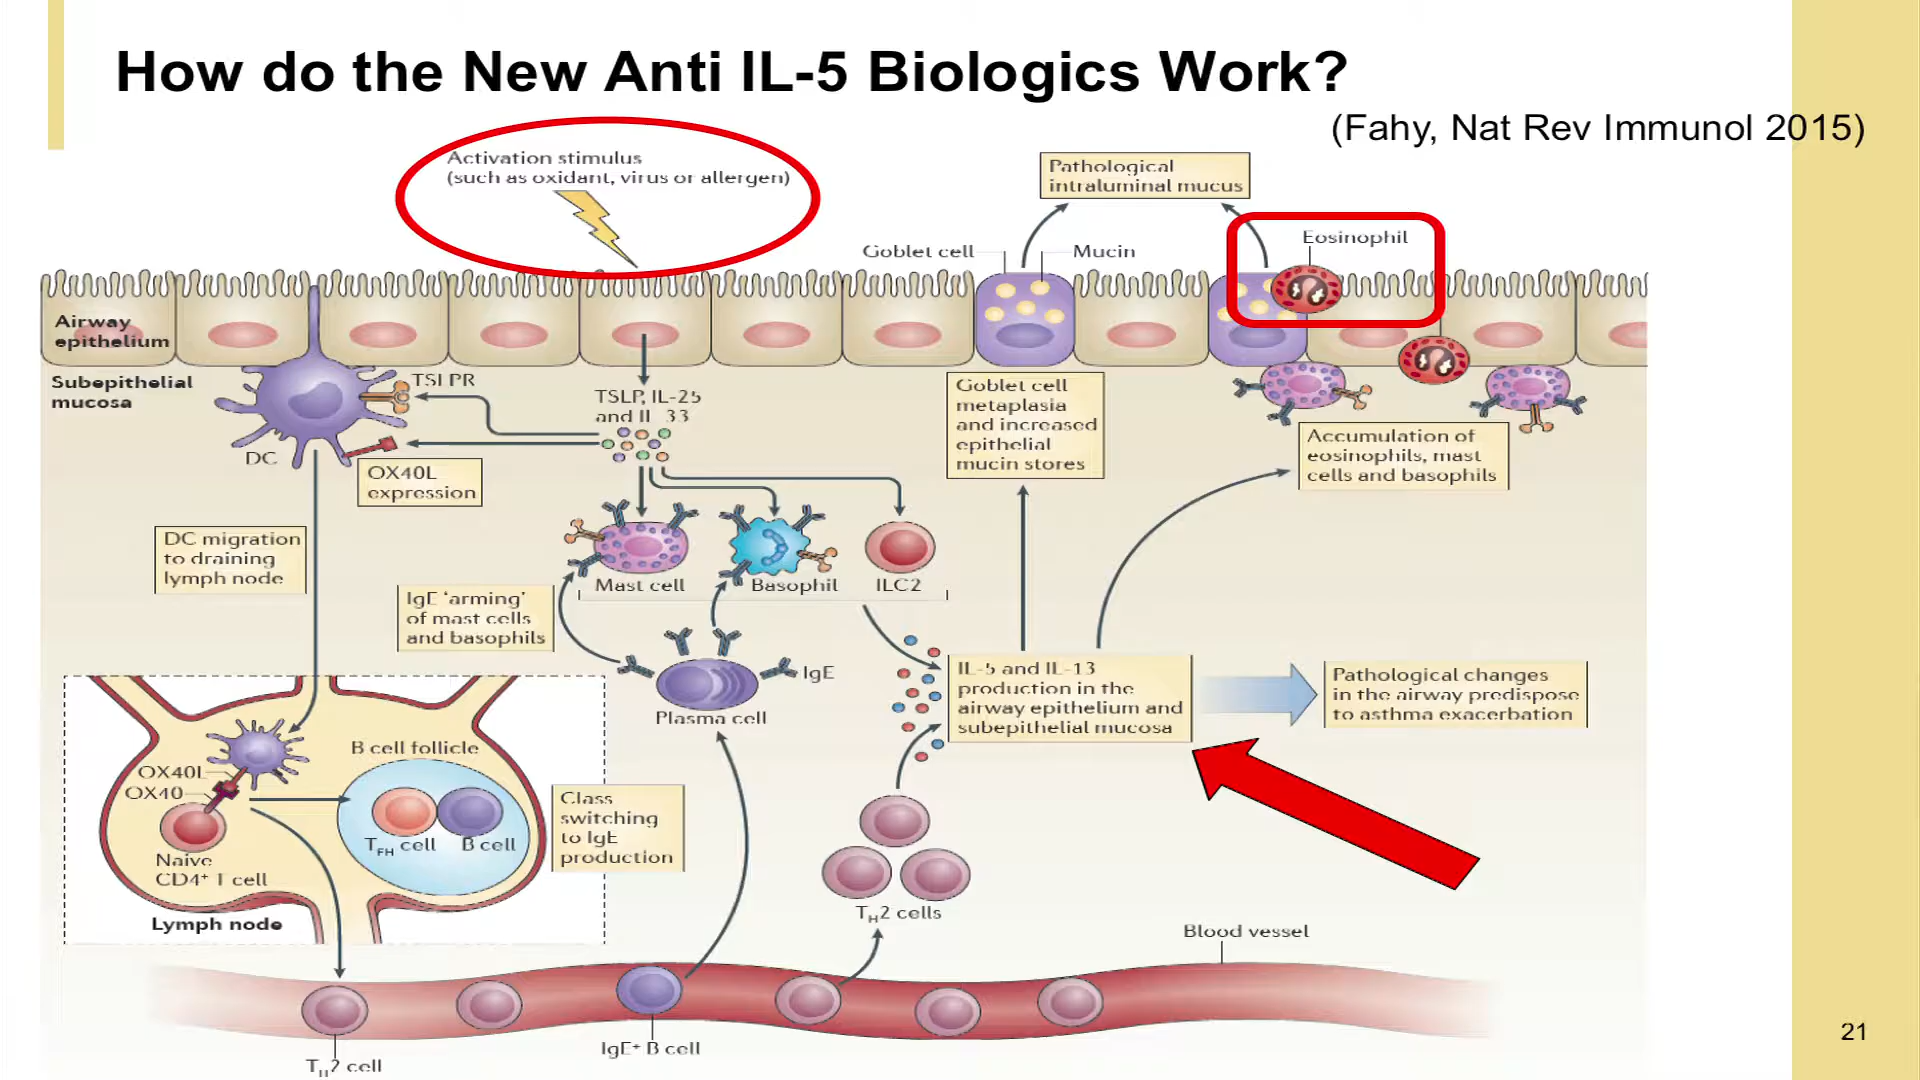 How do the New Anti IL-5 Biologics Work?
(Fahy, Nat Rev Immunol 2015)
Activation stimulus
(such as oxidant, virus or allergen)
Pathological
intraluminal mucus
Eosinophil
Goblet cell
Mucin
Airway
epithelium
Subepithelial
mucosa
TSLPR
TSLP, IL-25
and IL-33
DC
OX40L
expression
Goblet cell
metaplasia
and increased
epithelial
mucin stores
Accumulation of
eosinophils, mast
cells and basophils
DC migration
to draining
lymph node
Mast cell
Basophil
ILC2
IgE 'arming'
of mast cells
and basophils
IgE
Plasma cell
IL-5 and IL-13
production in the
airway epithelium and
subepithelial mucosa
Pathological changes
in the airway predispose
to asthma exacerbation
B cell follicle
OX40L
OX40
TFH cell
B cell
Naive
CD4+ T cell
Lymph node
Class
switching
to IgE
production
TH2 cells
Blood vessel
IgE+ B cell
TH2 cell
21